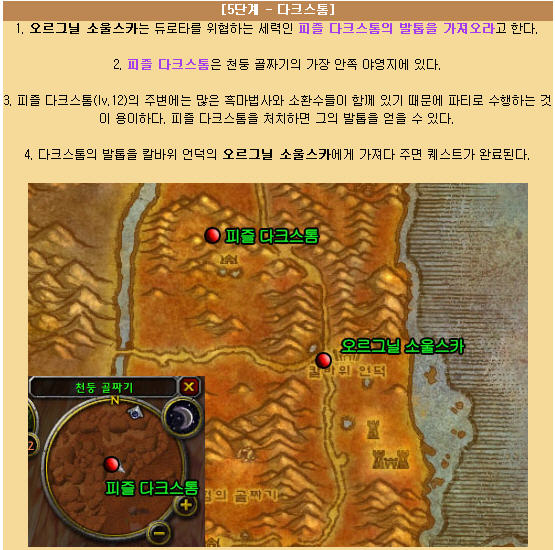 [5단계 - 다크스톰]
1. 오르그닐 소울스카는 듀로타를 위협하는 세력인 피즐 다크스톰의 발톱을 가져오라고 한다.
2. 피즐 다크스톰은 천둥 골짜기의 가장 안쪽 야영지에 있다.
3. 피즐 다크스톰(lv.12)의 주변에는 많은 흑마법사와 소환수들이 함께 있기 때문에 파티로 수행하는 것
이 용이하다. 피즐 다크스톰을 처치하면 그의 발톱을 얻을 수 있다.
4. 다크스톰의 발톱을 칼바위 언덕의 오르그닐 소울스카에게 가져다 주면 퀘스트가 완료된다.
피즐 다크스톰
오르그닐 소울스카
칼바위 언덕
천둥 골짜기
N
2
피즐 다크스톰
의 골짜기